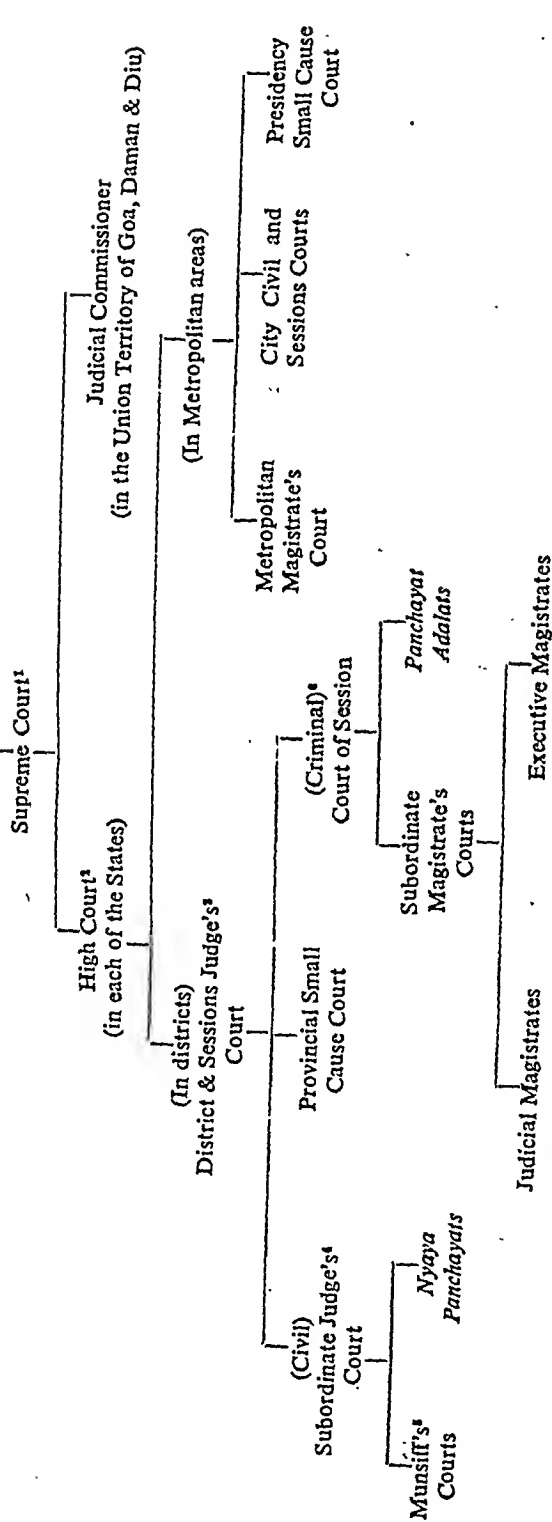 Supreme Court¹
High Court²
(in each of the States)
Judicial Commissioner
(in the Union Territory of Goa, Daman & Diu)
(In districts)
District & Sessions Judge's³
Court
(In Metropolitan areas)
Metropolitan
Magistrate's
Court
City Civil and
Sessions Courts
Presidency
Small Cause
Court
(Civil)
Subordinate Judge's⁴
Court
Provincial Small
Cause Court
(Criminal)⁶
Court of Session
Munsiff's⁵
Courts
Nyaya
Panchayats
Subordinate
Magistrate's
Courts
Panchayat
Adalats
Judicial Magistrates
Executive Magistrates